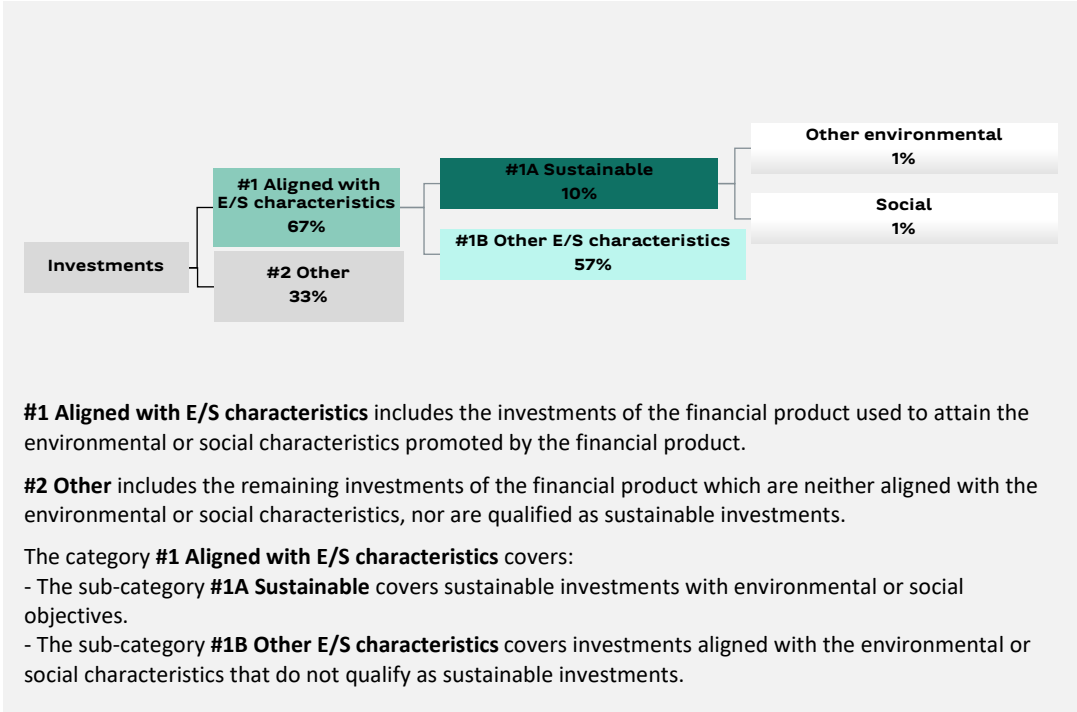 Other environmental
1%
#1A Sustainable
10%
#1 Aligned with
E/S characteristics
67%
Social
1%
#1B Other E/S characteristics
57%
Investments
#2 Other
33%
#1 Aligned with E/S characteristics includes the investments of the financial product used to attain the
environmental or social characteristics promoted by the financial product.
#2 Other includes the remaining investments of the financial product which are neither aligned with the
environmental or social characteristics, nor are qualified as sustainable investments.
The category #1 Aligned with E/S characteristics covers:
- The sub-category #1A Sustainable covers sustainable investments with environmental or social
objectives.
- The sub-category #1B Other E/S characteristics covers investments aligned with the environmental or
social characteristics that do not qualify as sustainable investments.